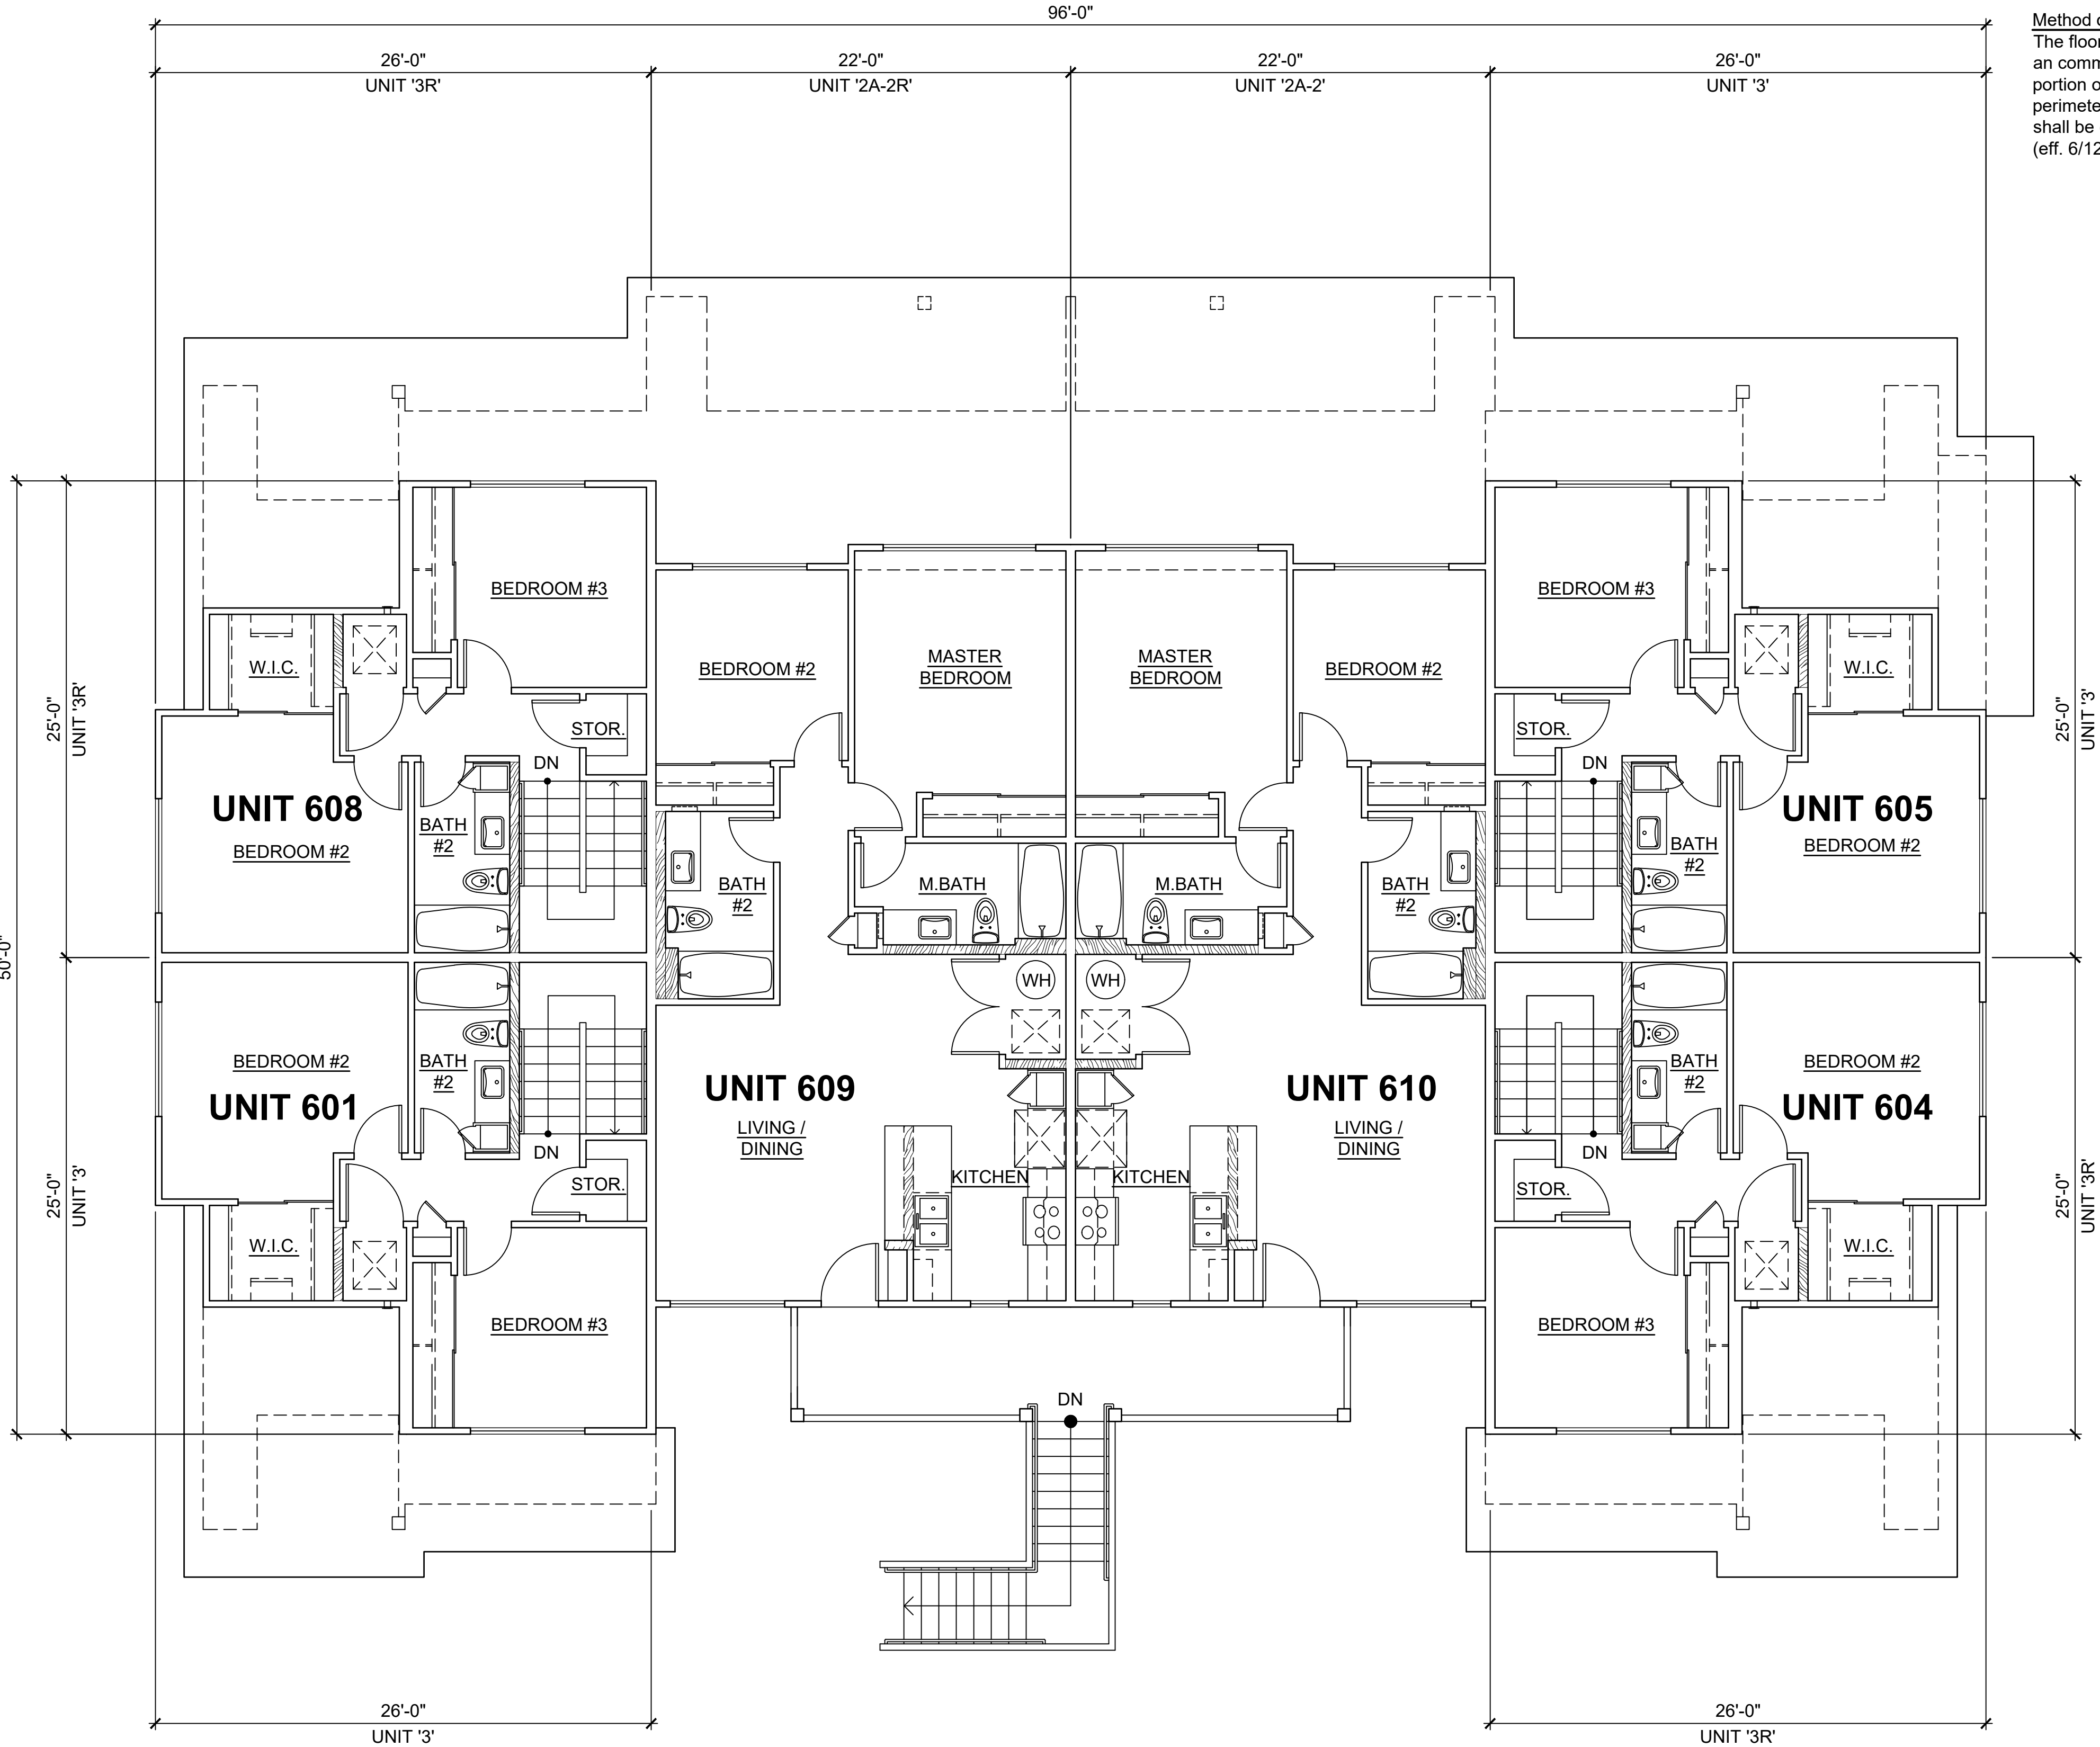 96'-0"
26'-0"
UNIT '3R'
22'-0"
UNIT '2A-2R'
22'-0"
UNIT '2A-2'
26'-0"
UNIT '3'
The floor
shall be
(eff. 6/12
portion
Method
BEDROOM #3
BEDROOM #3
W.I.C.
BEDROOM #2
MASTER
BEDROOM
MASTER
BEDROOM
BEDROOM #2
W.I.C.
25'-0"
UNIT '3R'
STOR.
STOR.
25'-0"
UNIT '3'
DN
DN
UNIT 608
BEDROOM #2
BATH
#2
BATH
#2
UNIT 605
BEDROOM #2
BATH
#2
M.BATH
M.BATH
BATH
#2
50'-0"
WH
WH
BEDROOM #2
UNIT 601
BATH
#2
UNIT 609
LIVING /
DINING
UNIT 610
LIVING /
DINING
BATH
#2
BEDROOM #2
UNIT 604
DN
DN
25'-0"
UNIT '3'
STOR.
KITCHEN
KITCHEN
STOR.
25'-0"
UNIT '3R'
W.I.C.
W.I.C.
BEDROOM #3
BEDROOM #3
DN
26'-0"
UNIT '3'
26'-0"
UNIT '3R'